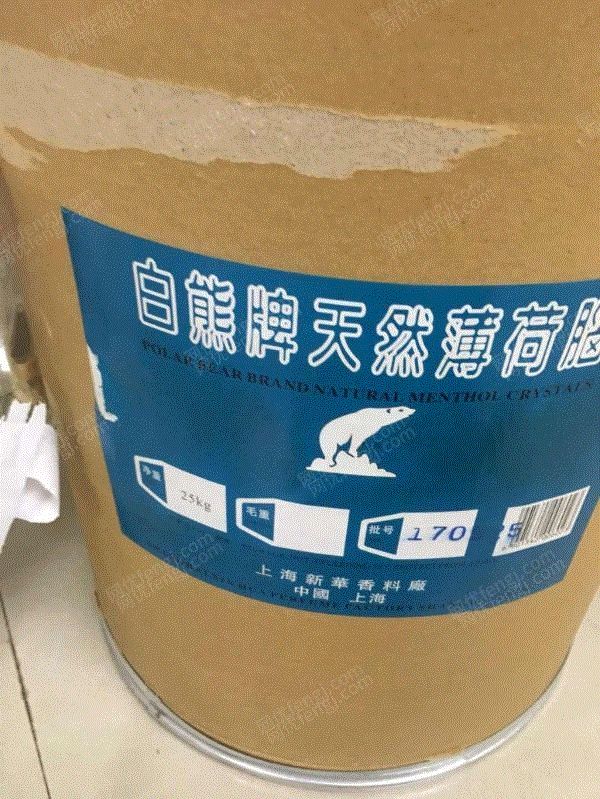 白熊牌天然薄荷脑
POLAR BEAR BRAND NATURAL MENTHOL CRYSTALS
净重
25kg
毛重
批号
上海新華香料廠
中國 上海